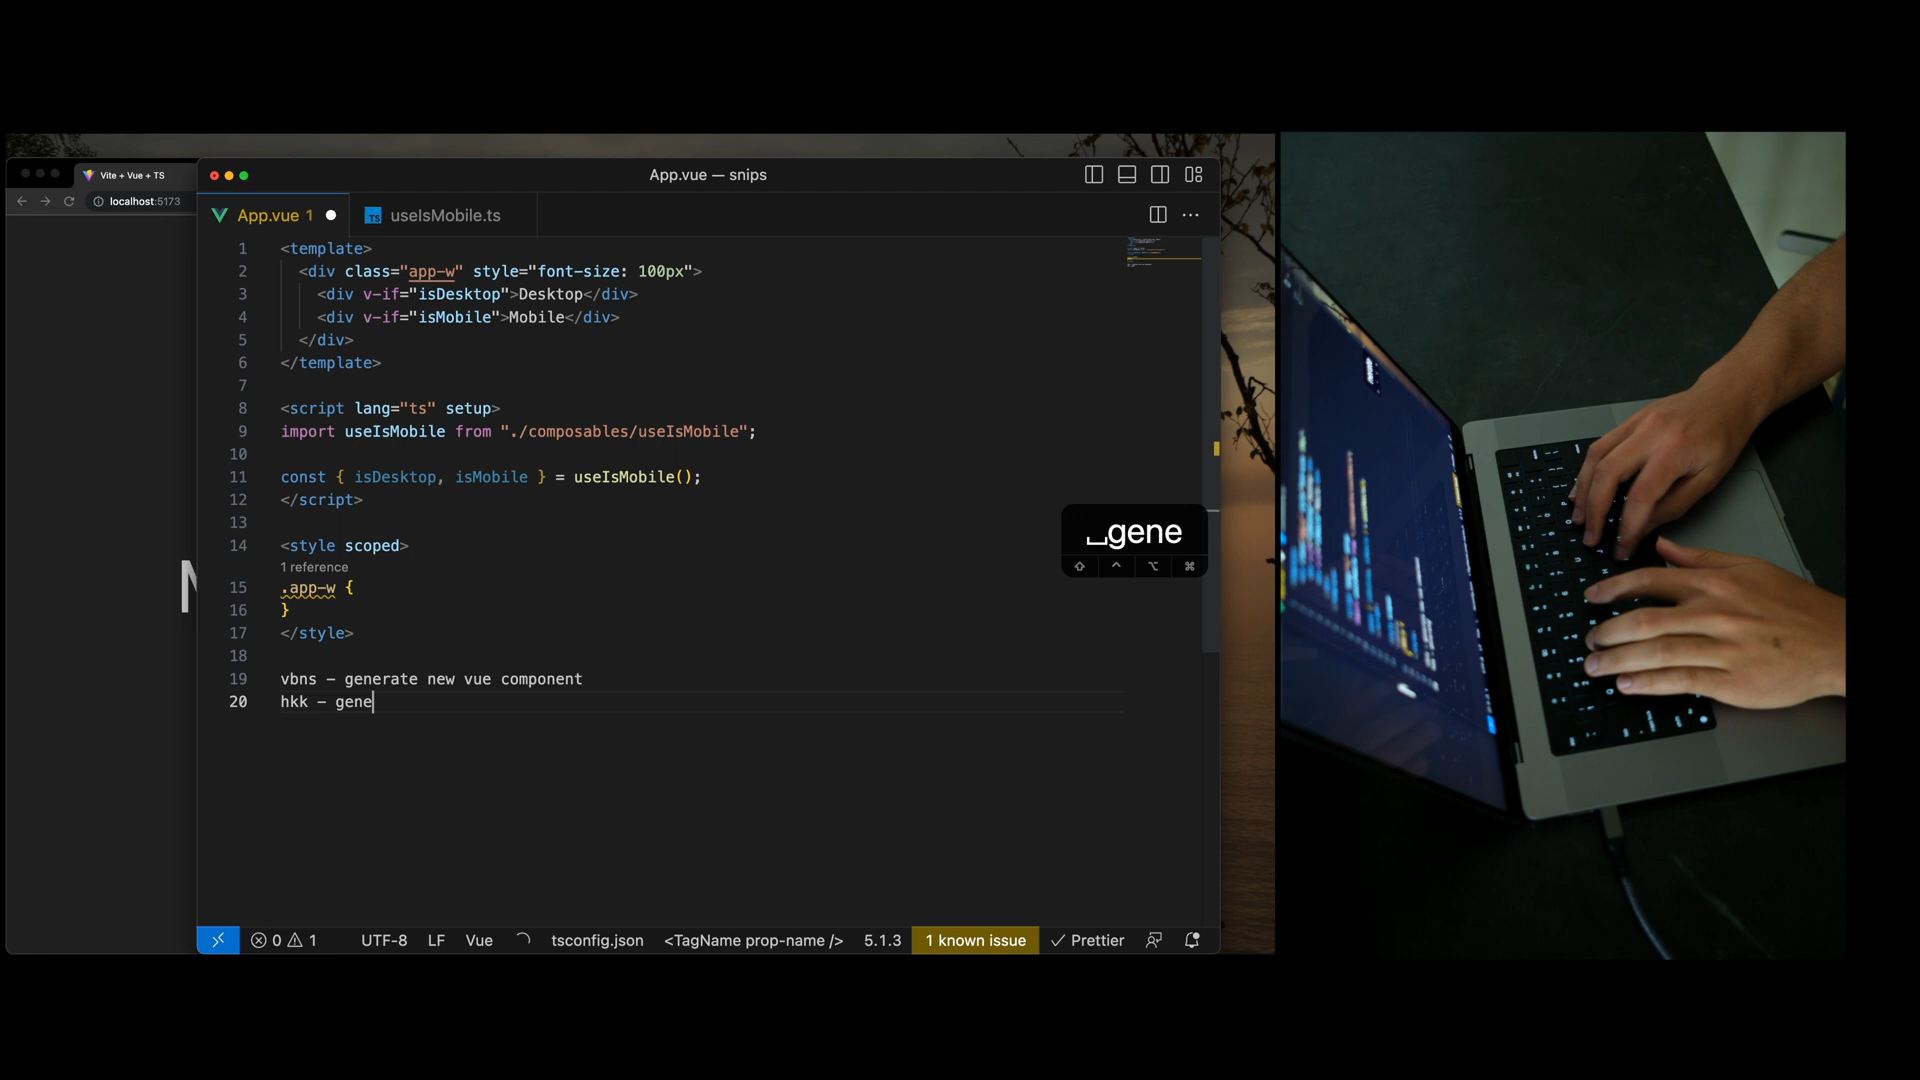 Vite + Vue + TS
localhost:5173
App.vue — snips
App.vue 1
TS useIsMobile.ts
1 <template>
2 <div class="app-w" style="font-size: 100px">
3 <div v-if="isDesktop">Desktop</div>
4 <div v-if="isMobile">Mobile</div>
5 </div>
6 </template>
7
8 <script lang="ts" setup>
9 import useIsMobile from "./composables/useIsMobile";
10
11 const { isDesktop, isMobile } = useIsMobile();
12 </script>
13
14 <style scoped>
1 reference
15 .app-w {
16 }
17 </style>
18
19 vbns - generate new vue component
20 hkk - gene
␣gene
⇧ ⌃ ⌥ ⌘
0 1 UTF-8 LF Vue tsconfig.json <TagName prop-name /> 5.1.3 1 known issue ✓ Prettier